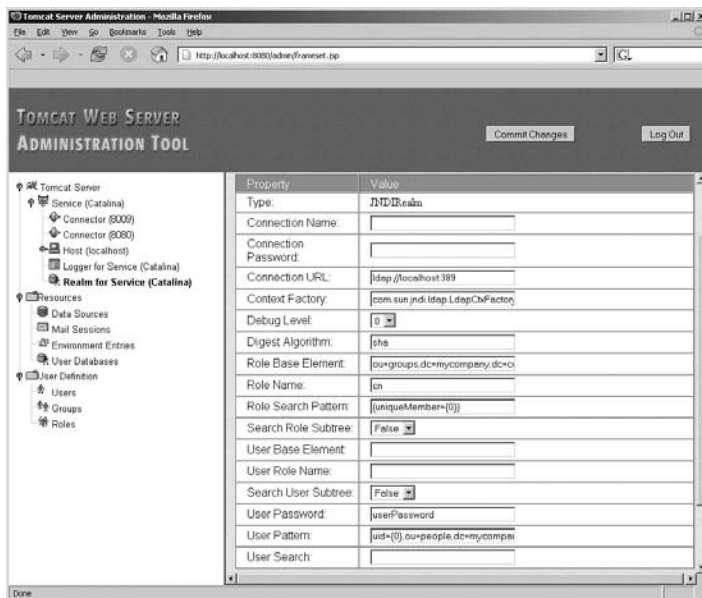 Tomcat Server Administration - Mozilla Firefox
File Edit View Go Bookmarks Tools Help
http://localhost:8080/admin/frameset.jsp
G
TOMCAT WEB SERVER
ADMINISTRATION TOOL
Commit Changes Log Out
Tomcat Server
Service (Catalina)
Connector (8009)
Connector (8080)
Host (localhost)
Logger for Service (Catalina)
Realm for Service (Catalina)
Resources
Data Sources
Mail Sessions
Environment Entries
User Databases
User Definition
Users
Groups
Roles
Property Value
Type: JNDIRealm
Connection Name:
Connection
Password:
Connection URL: ldap://localhost:389
Context Factory: com.sun.jndi.ldap.LdapCtxFactory
Debug Level: 0
Digest Algorithm: sha
Role Base Element: ou=groups,dc=mycompany,dc=c
Role Name: cn
Role Search Pattern: (uniqueMember={0})
Search Role Subtree: False
User Base Element:
User Role Name:
Search User Subtree: False
User Password: userPassword
User Pattern: uid={0},ou=people,dc=mycompa
User Search:
Done